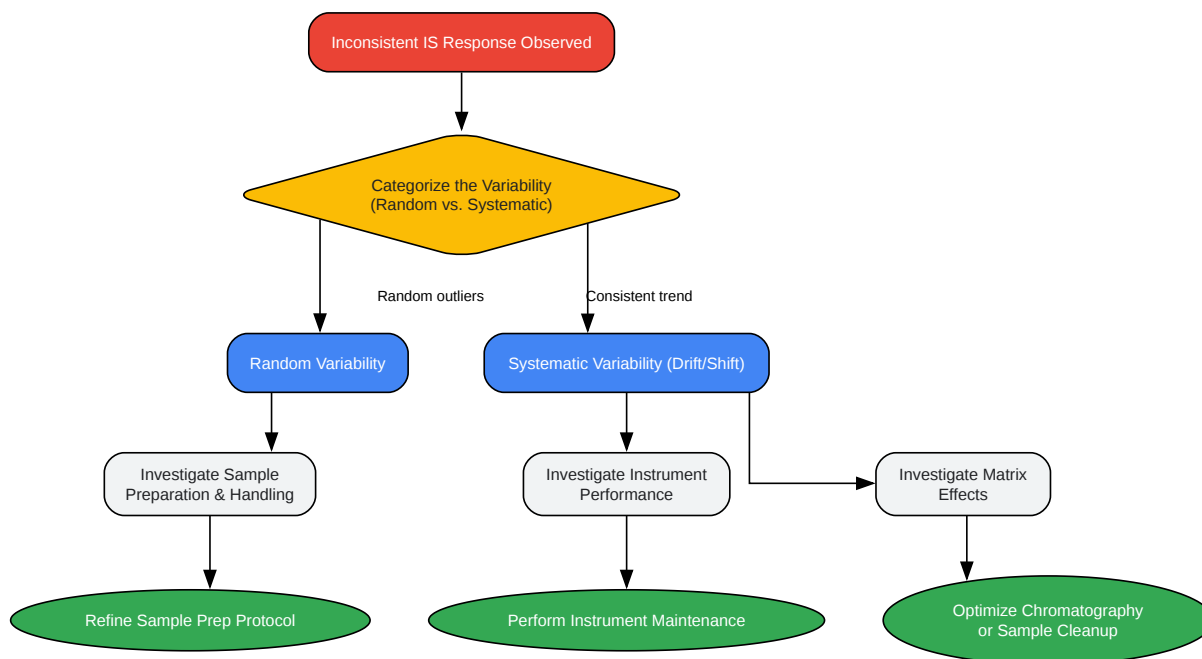 Inconsistent IS Response Observed
Categorize the Variability
(Random vs. Systematic)
Random outliers
Consistent trend
Random Variability
Systematic Variability (Drift/Shift)
Investigate Sample
Preparation & Handling
Investigate Instrument
Performance
Investigate Matrix
Effects
Refine Sample Prep Protocol
Perform Instrument Maintenance
Optimize Chromatography
or Sample Cleanup